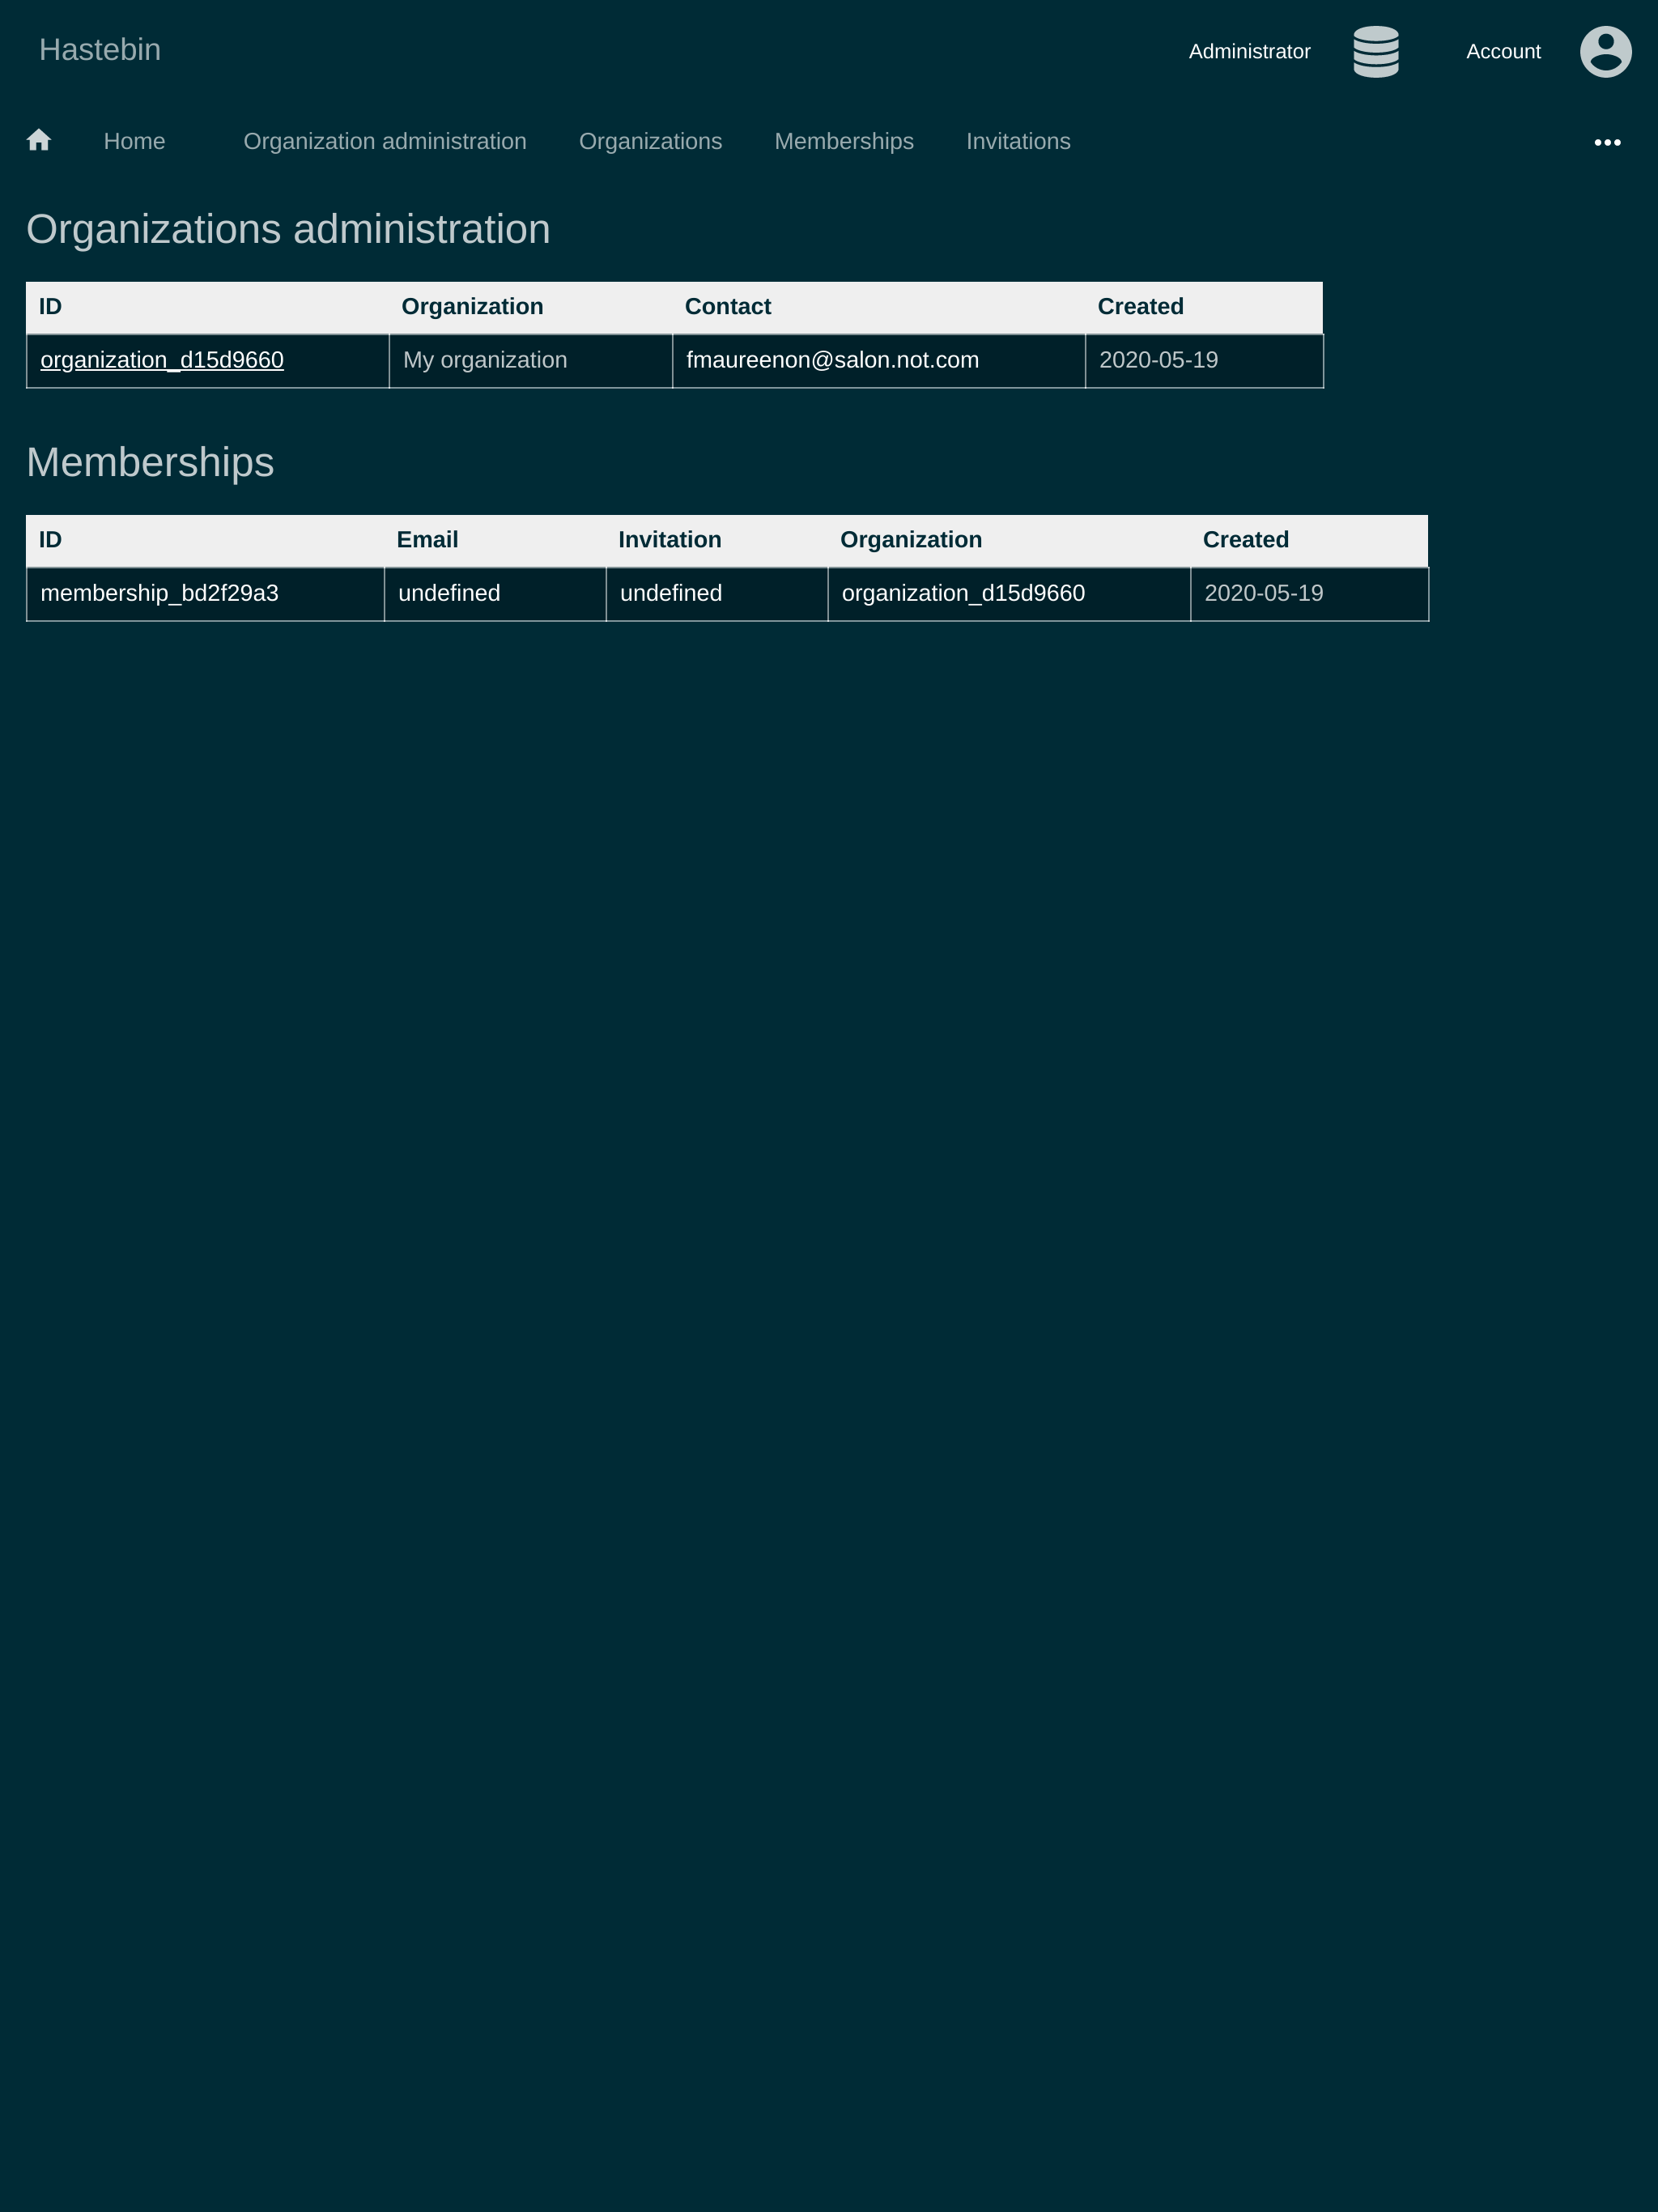 Hastebin
Administrator
Account
Home
Organization administration
Organizations
Memberships
Invitations
Organizations administration
ID Organization Contact Created
organization_d15d9660 My organization fmaureenon@salon.not.com 2020-05-19
Memberships
ID Email Invitation Organization Created
membership_bd2f29a3 undefined undefined organization_d15d9660 2020-05-19